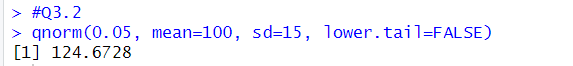 > #Q3.2
> qnorm(0.05, mean=100, sd=15, lower.tail=FALSE)
[1] 124.6728